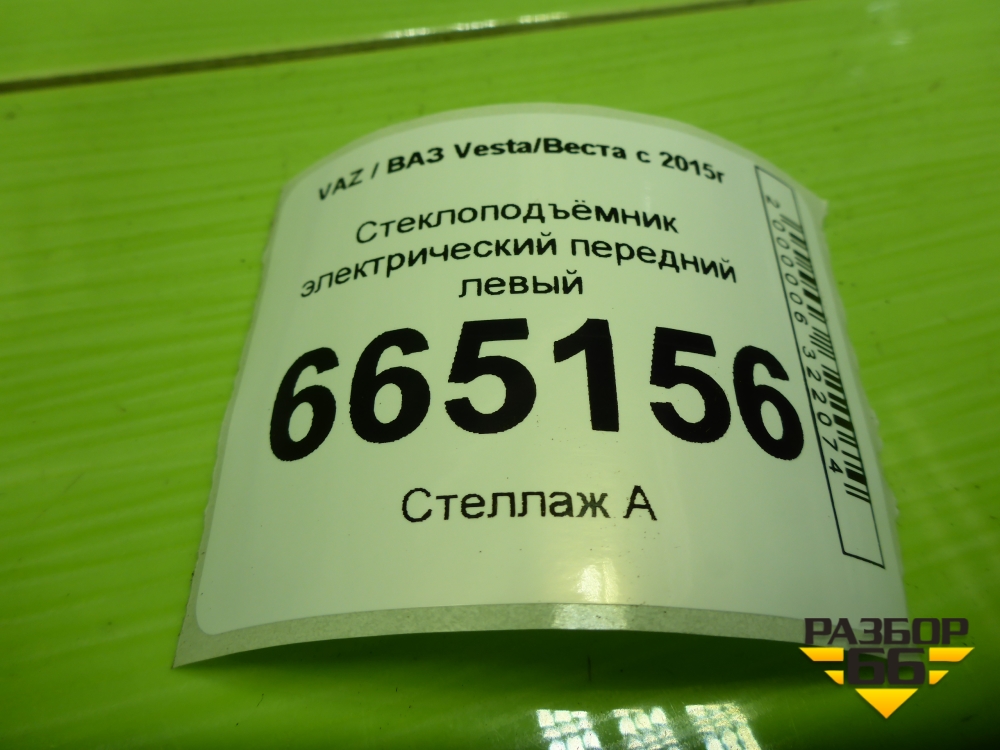 VAZ / ВАЗ Vesta/Веста с 2015г
Стеклоподъёмник
электрический передний
левый
665156
Стеллаж А
2000006322074
РАЗБОР
66